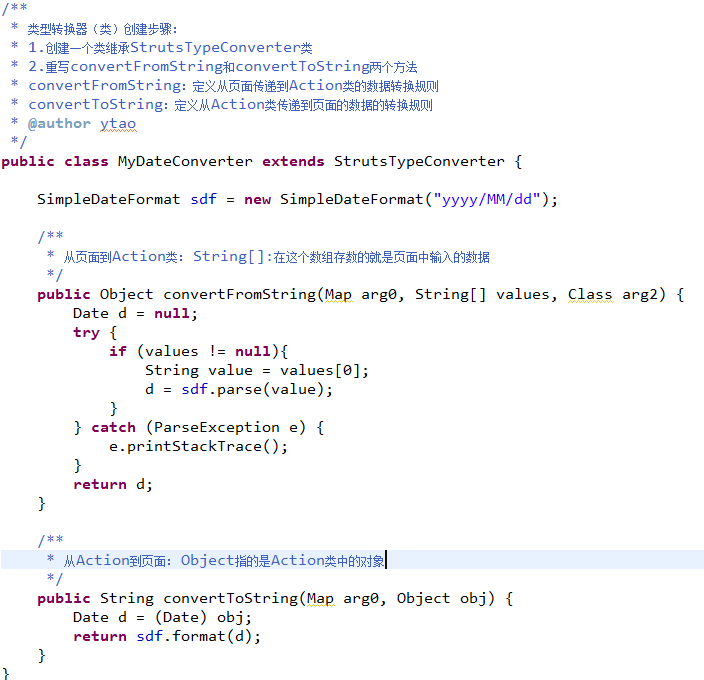 /**
 * 类型转换器（类）创建步骤：
 * 1.创建一个类继承StrutsTypeConverter类
 * 2.重写convertFromString和convertToString两个方法
 * convertFromString：定义从页面传递到Action类的数据转换规则
 * convertToString：定义从Action类传递到页面的数据的转换规则
 * @author ytao
 */
public class MyDateConverter extends StrutsTypeConverter {
    SimpleDateFormat sdf = new SimpleDateFormat("yyyy/MM/dd");
    /**
     * 从页面到Action类：String[]:在这个数组存数的就是页面中输入的数据
     */
    public Object convertFromString(Map arg0, String[] values, Class arg2) {
        Date d = null;
        try {
            if (values != null){
                String value = values[0];
                d = sdf.parse(value);
            }
        } catch (ParseException e) {
            e.printStackTrace();
        }
        return d;
    }
    /**
     * 从Action到页面：Object指的是Action类中的对象
     */
    public String convertToString(Map arg0, Object obj) {
        Date d = (Date) obj;
        return sdf.format(d);
    }
}